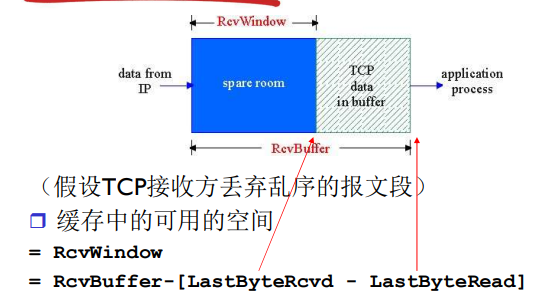 RcvWindow
data from
IP
spare room
TCP
data
in buffer
application
process
RcvBuffer
（假设TCP接收方丢弃乱序的报文段）
缓存中的可用的空间
= RcvWindow
= RcvBuffer-[LastByteRcvd - LastByteRead]